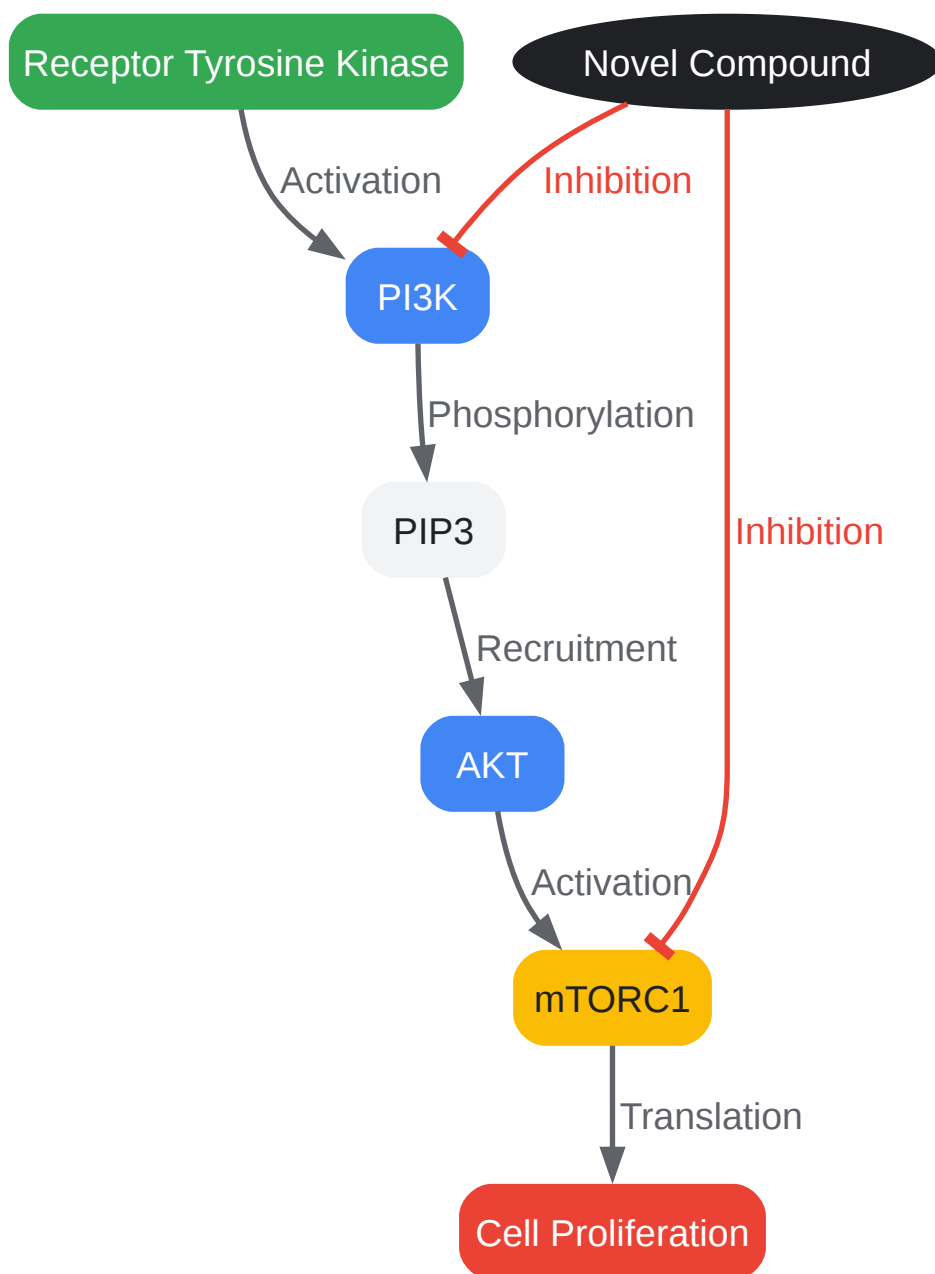 Receptor Tyrosine Kinase
Novel Compound
Activation
Inhibition
PI3K
Phosphorylation
PIP3
Inhibition
Recruitment
AKT
Activation
mTORC1
Translation
Cell Proliferation